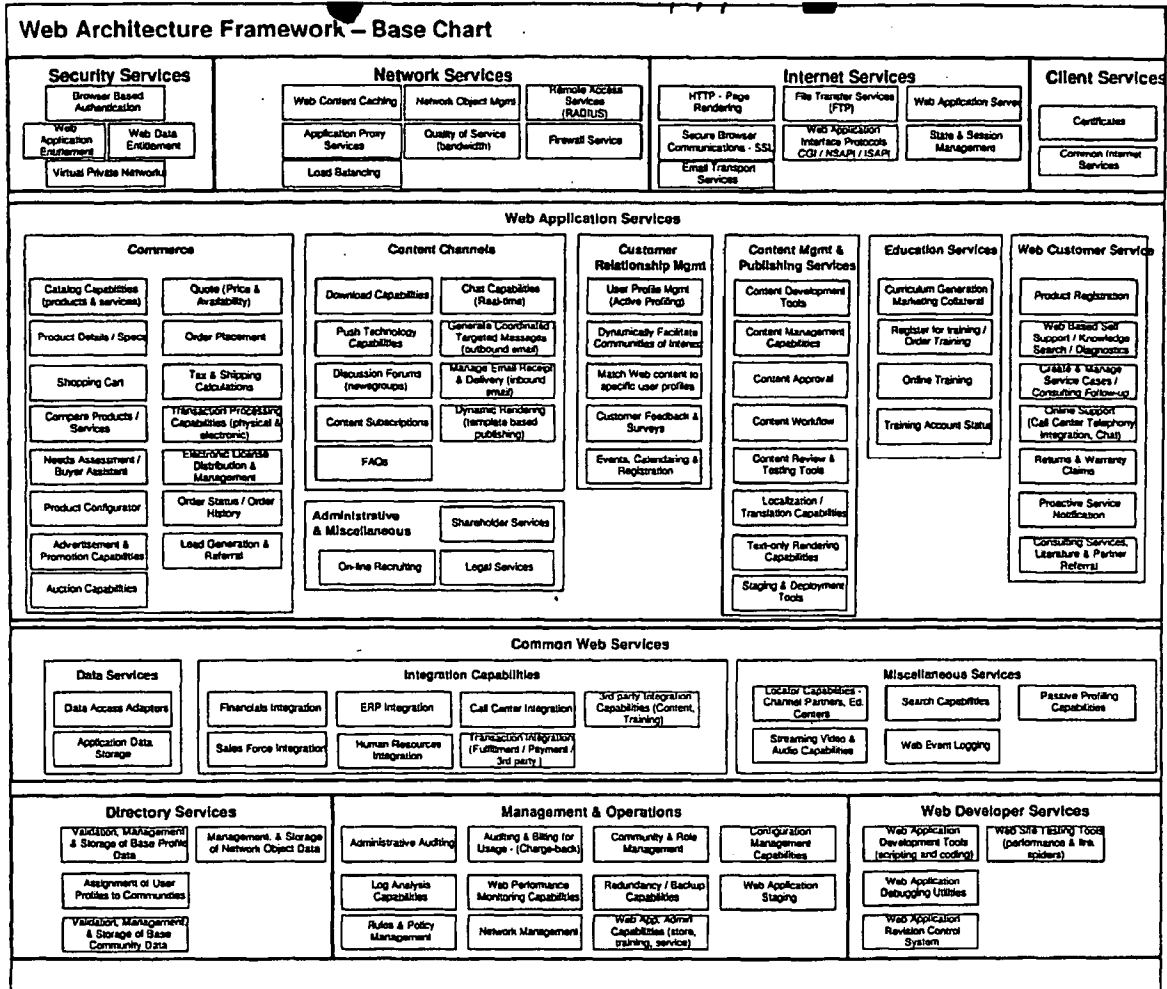 Web Architecture Framework – Base Chart
Security Services
Browser Based
Authentication
Web
Application
Entitlement
Web Data
Entitlement
Virtual Private Networks
Network Services
Web Content Caching
Network Object Mgmt
Remote Access
Services
(RADIUS)
Application Proxy
Services
Quality of Service
(bandwidth)
Firewall Service
Load Balancing
Internet Services
HTTP - Page
Rendering
File Transfer Services
(FTP)
Web Application Server
Secure Browser
Communications - SSL
Web Application
Interface Protocols
CGI / NSAPI / ISAPI
State & Session
Management
Email Transport
Services
Client Services
Certificates
Common Internet
Services
Web Application Services
Commerce
Catalog Capabilities
(products & services)
Quote (Price &
Availability)
Product Details / Specs
Order Placement
Shopping Cart
Tax & Shipping
Calculations
Compare Products /
Services
Transaction Processing
Capabilities (physical &
electronic)
Needs Assessment /
Buyer Assistant
Electronic License
Distribution &
Management
Product Configurator
Order Status / Order
History
Advertisement &
Promotion Capabilities
Lead Generation &
Referral
Auction Capabilities
Content Channels
Download Capabilities
Chat Capabilities
(Real-time)
Push Technology
Capabilities
Generate Coordinated
Targeted Messages
(outbound email)
Discussion Forums
(newsgroups)
Manage Email Receipt
& Delivery (inbound
email)
Content Subscriptions
Dynamic Rendering
(template based
publishing)
FAQs
Administrative
& Miscellaneous
Shareholder Services
On-line Recruiting
Legal Services
Customer
Relationship Mgmt
User Profile Mgmt
(Active Profiling)
Dynamically Facilitate
Communities of Interest
Match Web content to
specific user profiles
Customer Feedback &
Surveys
Events, Calendaring &
Registration
Content Mgmt &
Publishing Services
Content Development
Tools
Content Management
Capabilities
Content Approval
Content Workflow
Content Review &
Testing Tools
Localization /
Translation Capabilities
Text-only Rendering
Capabilities
Staging & Deployment
Tools
Education Services
Curriculum Generation
Marketing Collateral
Register for training /
Order Training
Online Training
Training Account Status
Web Customer Service
Product Registration
Web Based Self
Support / Knowledge
Search / Diagnostics
Create & Manage
Service Cases /
Consulting Follow-up
Online Support
(Call Center Telephony
Integration, Chat)
Returns & Warranty
Claims
Proactive Service
Notification
Consulting Services,
Literature & Partner
Referral
Common Web Services
Data Services
Data Access Adapters
Application Data
Storage
Integration Capabilities
Financials Integration
ERP Integration
Call Center Integration
3rd party Integration
Capabilities (Content,
Training)
Sales Force Integration
Human Resources
Integration
Transaction Integration
(Fulfillment / Payment /
3rd party )
Miscellaneous Services
Locator Capabilities -
Channel Partners, Ed.
Centers
Search Capabilities
Passive Profiling
Capabilities
Streaming Video &
Audio Capabilities
Web Event Logging
Directory Services
Validation, Management
& Storage of Base Profile
Data
Management, & Storage
of Network Object Data
Assignment of User
Profiles to Communities
Validation, Management,
& Storage of Base
Community Data
Management & Operations
Administrative Auditing
Auditing & Billing for
Usage - (Charge-back)
Community & Role
Management
Configuration
Management
Capabilities
Log Analysis
Capabilities
Web Performance
Monitoring Capabilities
Redundancy / Backup
Capabilities
Web Application
Staging
Rules & Policy
Management
Network Management
Web App. Admin
Capabilities (store,
training, service)
Web Developer Services
Web Application
Development Tools
(scripting and coding)
Web Site Testing Tools
(performance & link
spiders)
Web Application
Debugging Utilities
Web Application
Revision Control
System